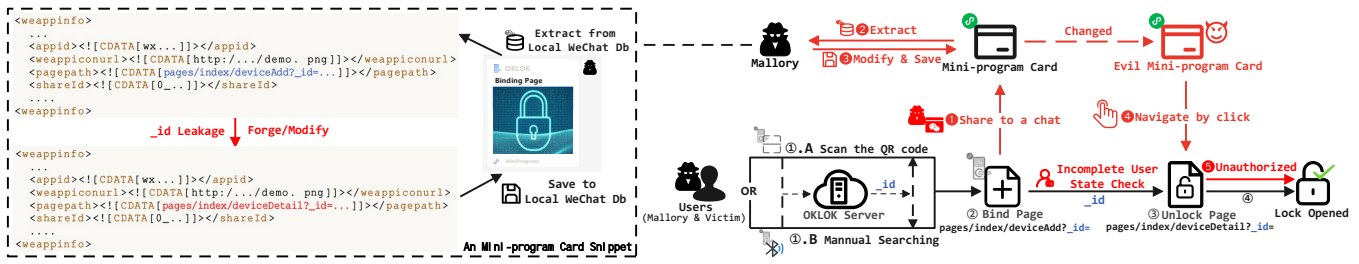 <weappinfo>
...
<appid><![CDATA[wx...]]></appid>
<weappiconurl><![CDATA[http:/.../demo. png]]></weappiconurl>
<pagepath><![CDATA[pages/index/deviceAdd?_id=...]]></pagepath>
<shareId><![CDATA[0_..]]></shareId>
....
<weappinfo>
_id Leakage
Forge/Modify
<weappinfo>
...
<appid><![CDATA[wx...]]></appid>
<weappiconurl><![CDATA[http:/.../demo. png]]></weappiconurl>
<pagepath><![CDATA[pages/index/deviceDetail?_id=...]]></pagepath>
<shareId><![CDATA[0_..]]></shareId>
....
<weappinfo>
Extract from
Local WeChat Db
OKLOK
Binding Page
MiniPrograms
Save to
Local WeChat Db
An Mini-program Card Snippet
Mallory
❷Extract
❸Modify & Save
Mini-program Card
Changed
Evil Mini-program Card
❶Share to a chat
❹Navigate by click
Users
(Mallory & Victim)
OR
①.A Scan the QR code
_id
OKLOK Server
①.B Mannual Searching
② Bind Page
pages/index/deviceAdd?_id=
Incomplete User
State Check
_id
③ Unlock Page
pages/index/deviceDetail?_id=
❺Unauthorized
④
Lock Opened